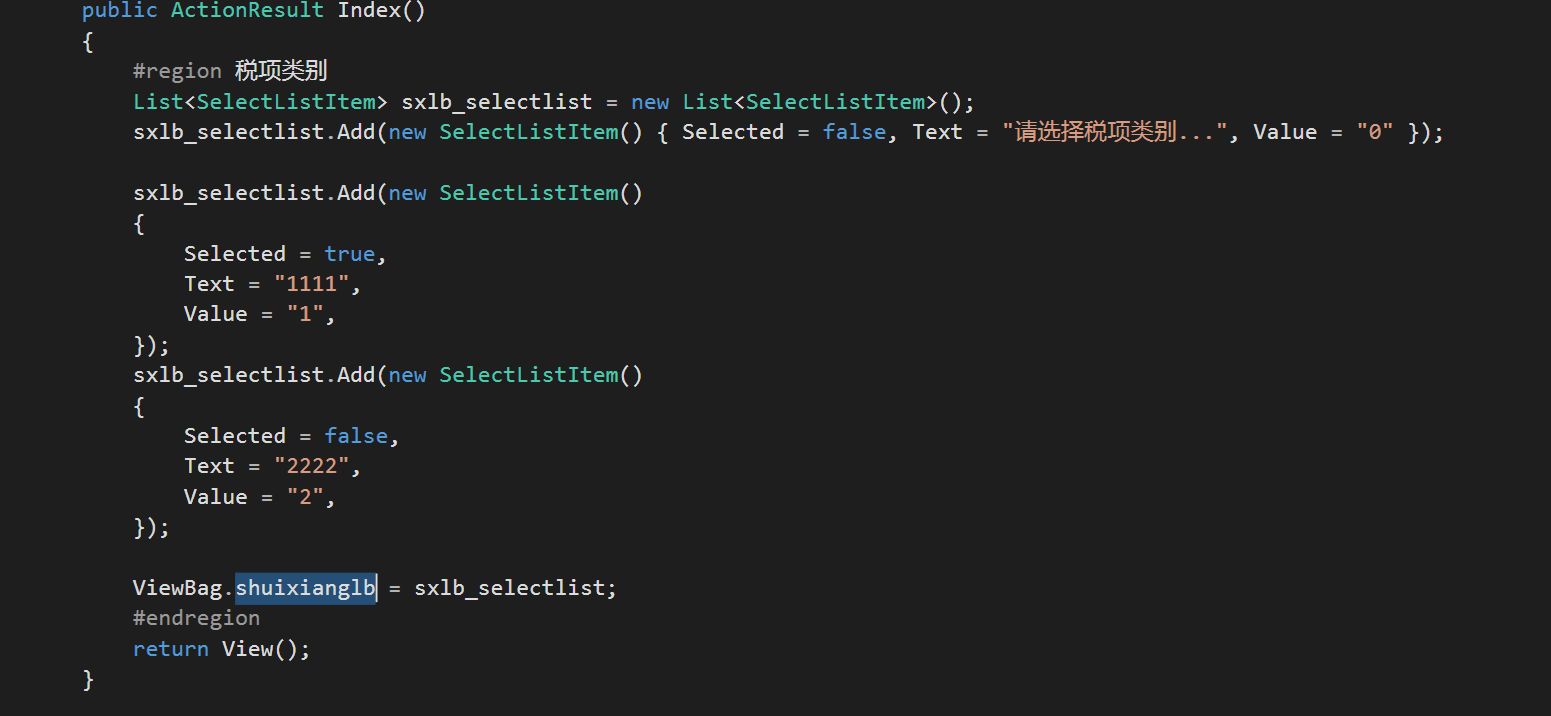 public ActionResult Index()
{
#region 税项类别
List<SelectListItem> sxlb_selectlist = new List<SelectListItem>();
sxlb_selectlist.Add(new SelectListItem() { Selected = false, Text = "请选择税项类别...", Value = "0" });
sxlb_selectlist.Add(new SelectListItem()
{
Selected = true,
Text = "1111",
Value = "1",
});
sxlb_selectlist.Add(new SelectListItem()
{
Selected = false,
Text = "2222",
Value = "2",
});
ViewBag.shuixianglb = sxlb_selectlist;
#endregion
return View();
}